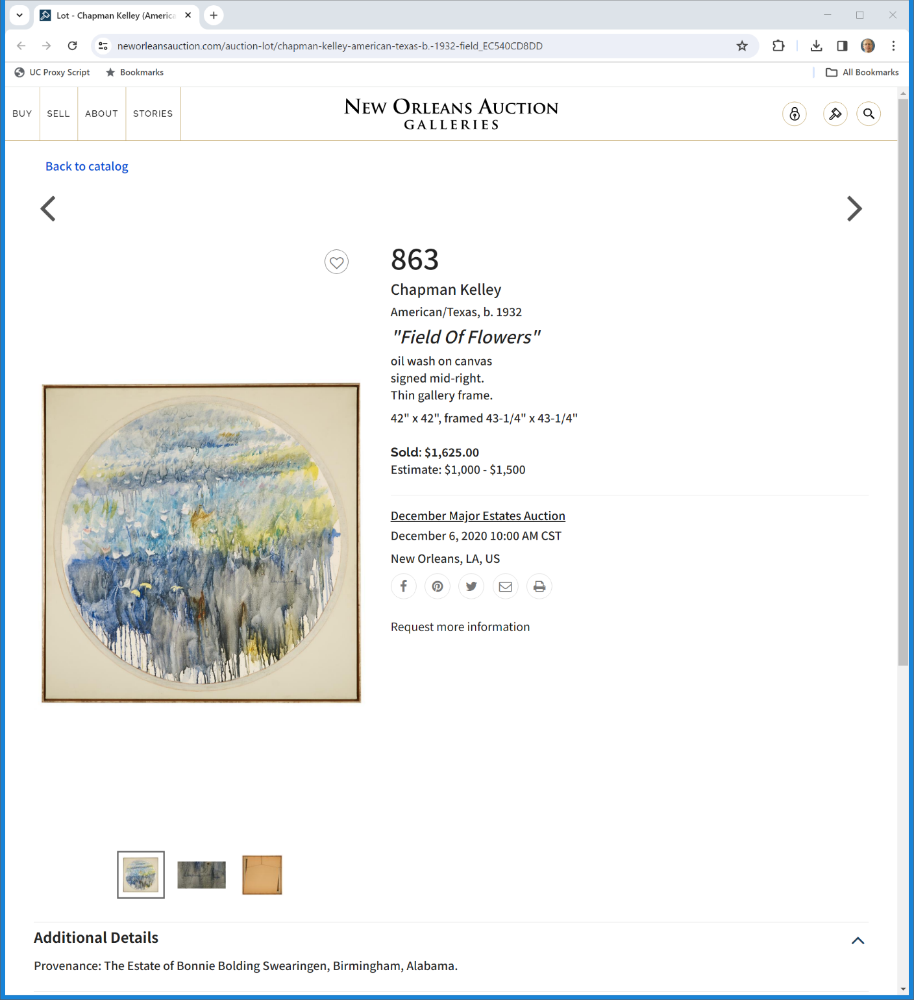 Lot - Chapman Kelley (America
neworleansauction.com/auction-lot/chapman-kelley-american-texas-b.-1932-field_EC540CD8DD
UC Proxy Script
Bookmarks
All Bookmarks
BUY
SELL
ABOUT
STORIES
NEW ORLEANS AUCTION
GALLERIES
Back to catalog
863
Chapman Kelley
American/Texas, b. 1932
"Field Of Flowers"
oil wash on canvas
signed mid-right.
Thin gallery frame.
42" x 42", framed 43-1/4" x 43-1/4"
Sold: $1,625.00
Estimate: $1,000 - $1,500
December Major Estates Auction
December 6, 2020 10:00 AM CST
New Orleans, LA, US
Request more information
Additional Details
Provenance: The Estate of Bonnie Bolding Swearingen, Birmingham, Alabama.